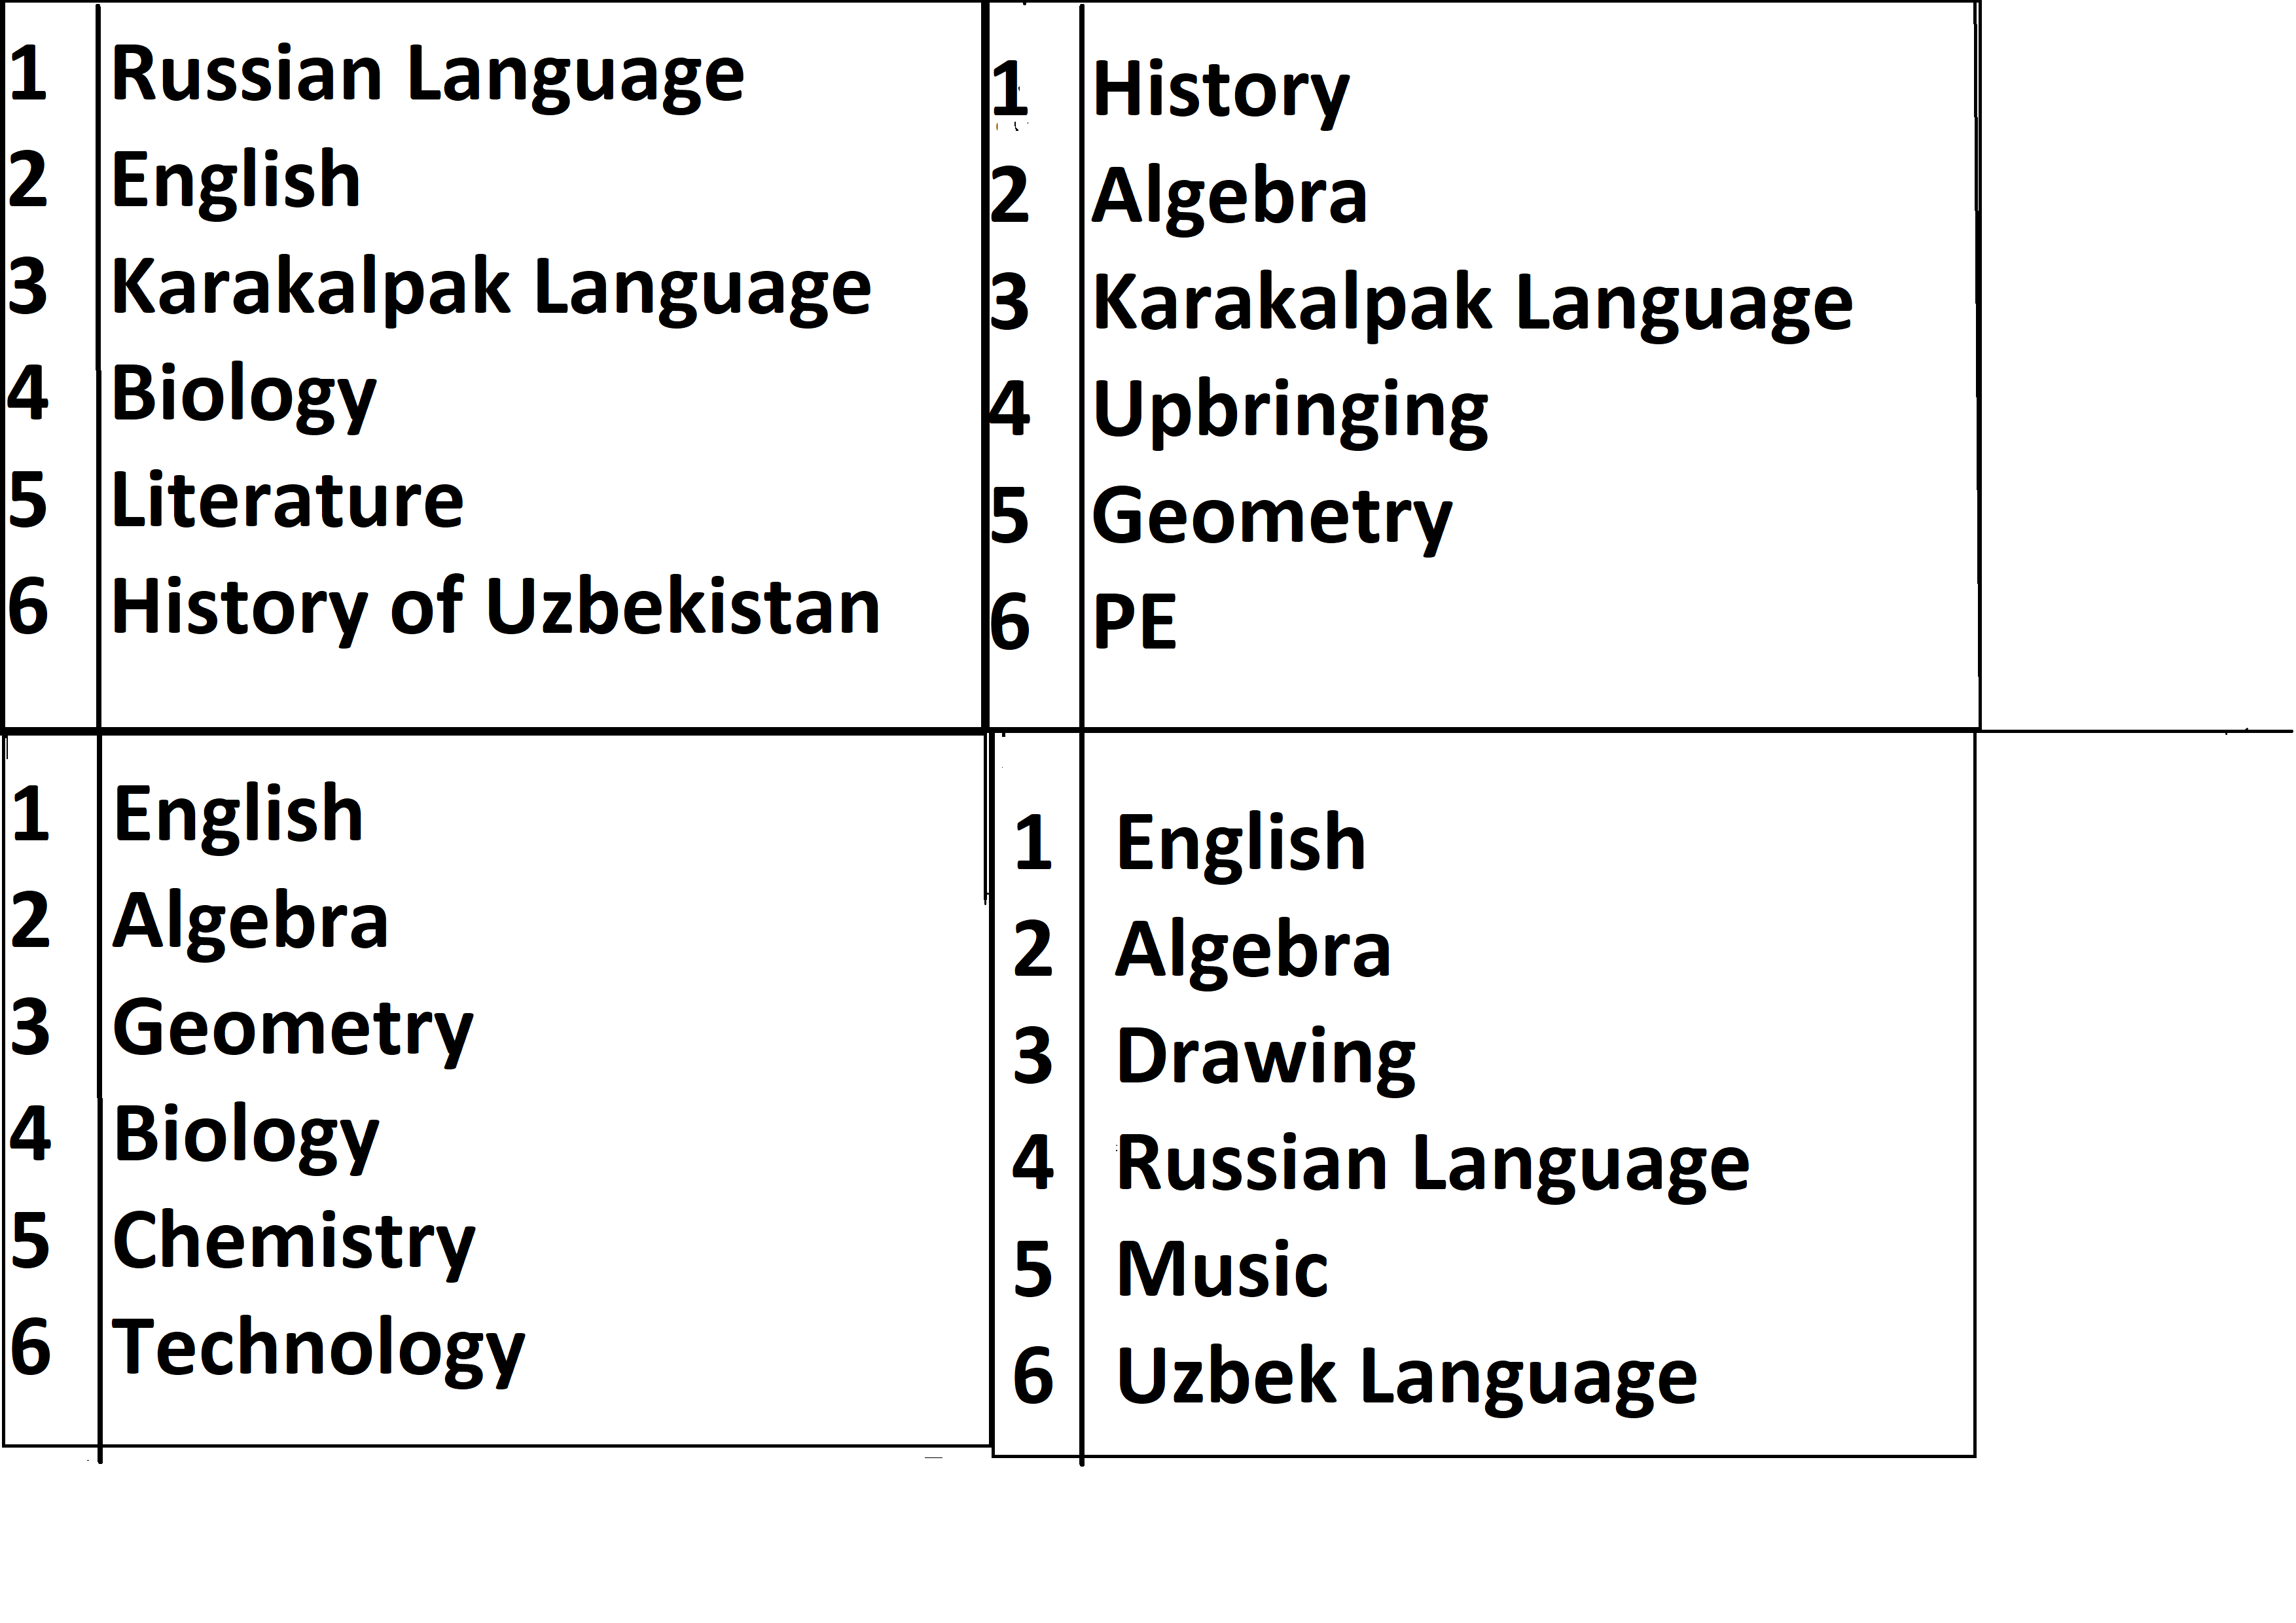 1 Russian Language
2 English
3 Karakalpak Language
4 Biology
5 Literature
6 History of Uzbekistan
1 History
2 Algebra
3 Karakalpak Language
4 Upbringing
5 Geometry
6 PE
1 English
2 Algebra
3 Geometry
4 Biology
5 Chemistry
6 Technology
1 English
2 Algebra
3 Drawing
4 Russian Language
5 Music
6 Uzbek Language